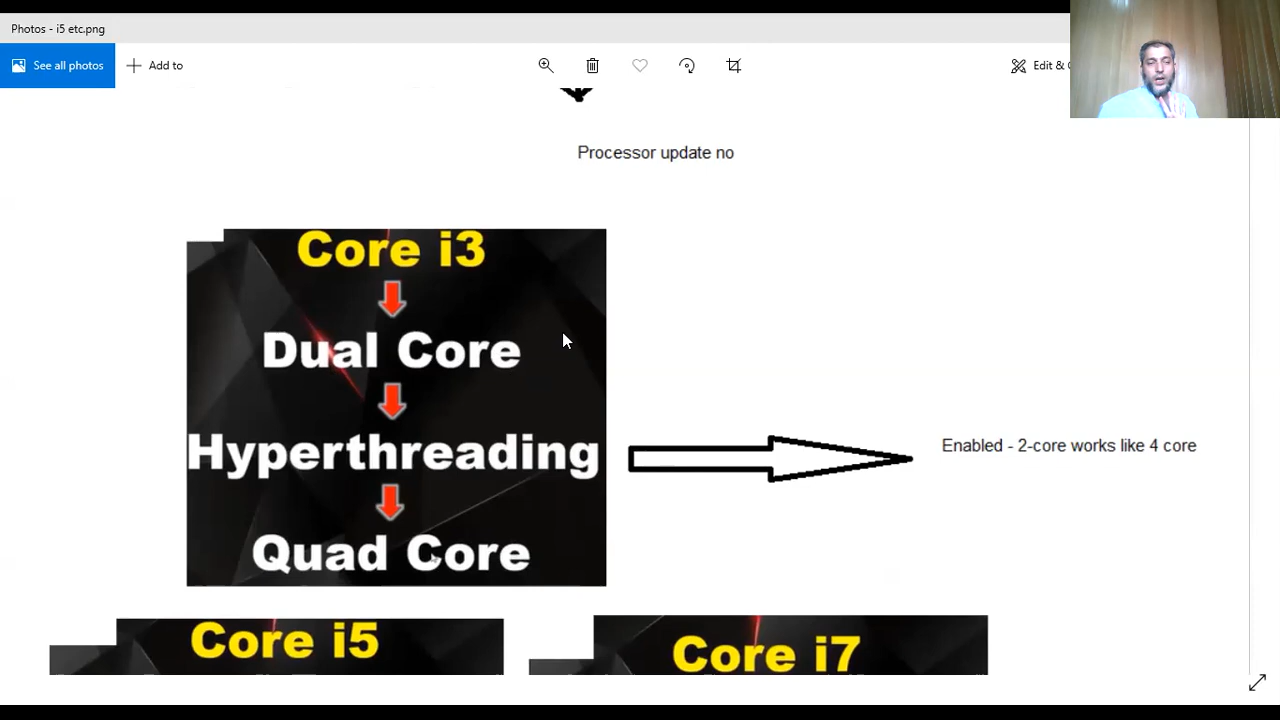 Photos - i5 etc.png
See all photos
Add to
Edit & C
Processor update no
Core i3
Dual Core
Hyperthreading
Enabled - 2-core works like 4 core
Quad Core
Core i5
Core i7